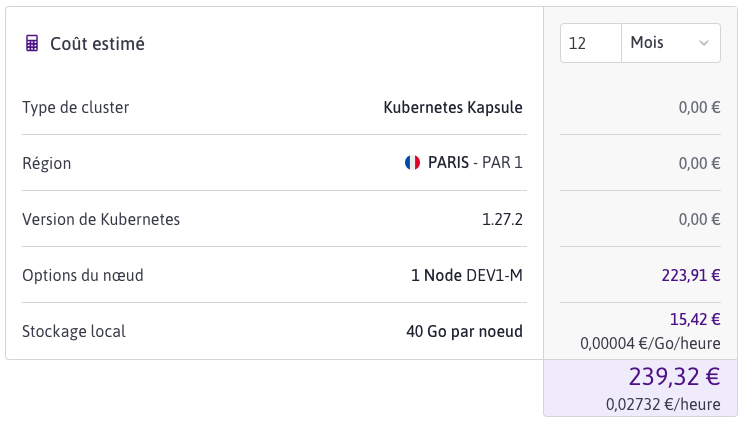 Coût estimé 12 Mois
Type de cluster Kubernetes Kapsule 0,00 €
Région PARIS - PAR 1 0,00 €
Version de Kubernetes 1.27.2 0,00 €
Options du nœud 1 Node DEV1-M 223,91 €
Stockage local 40 Go par noeud 15,42 €
0,00004 €/Go/heure
239,32 €
0,02732 €/heure